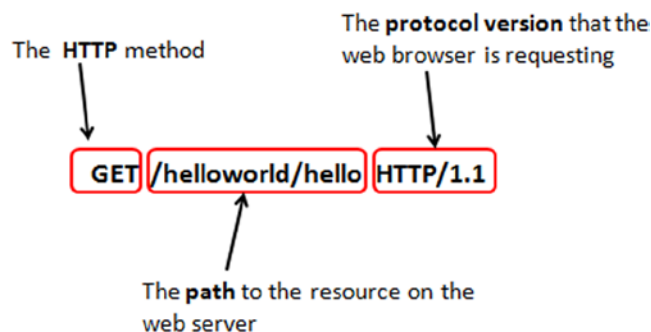 The HTTP method
The protocol version that the
web browser is requesting
GET /helloworld/hello HTTP/1.1
The path to the resource on the
web server